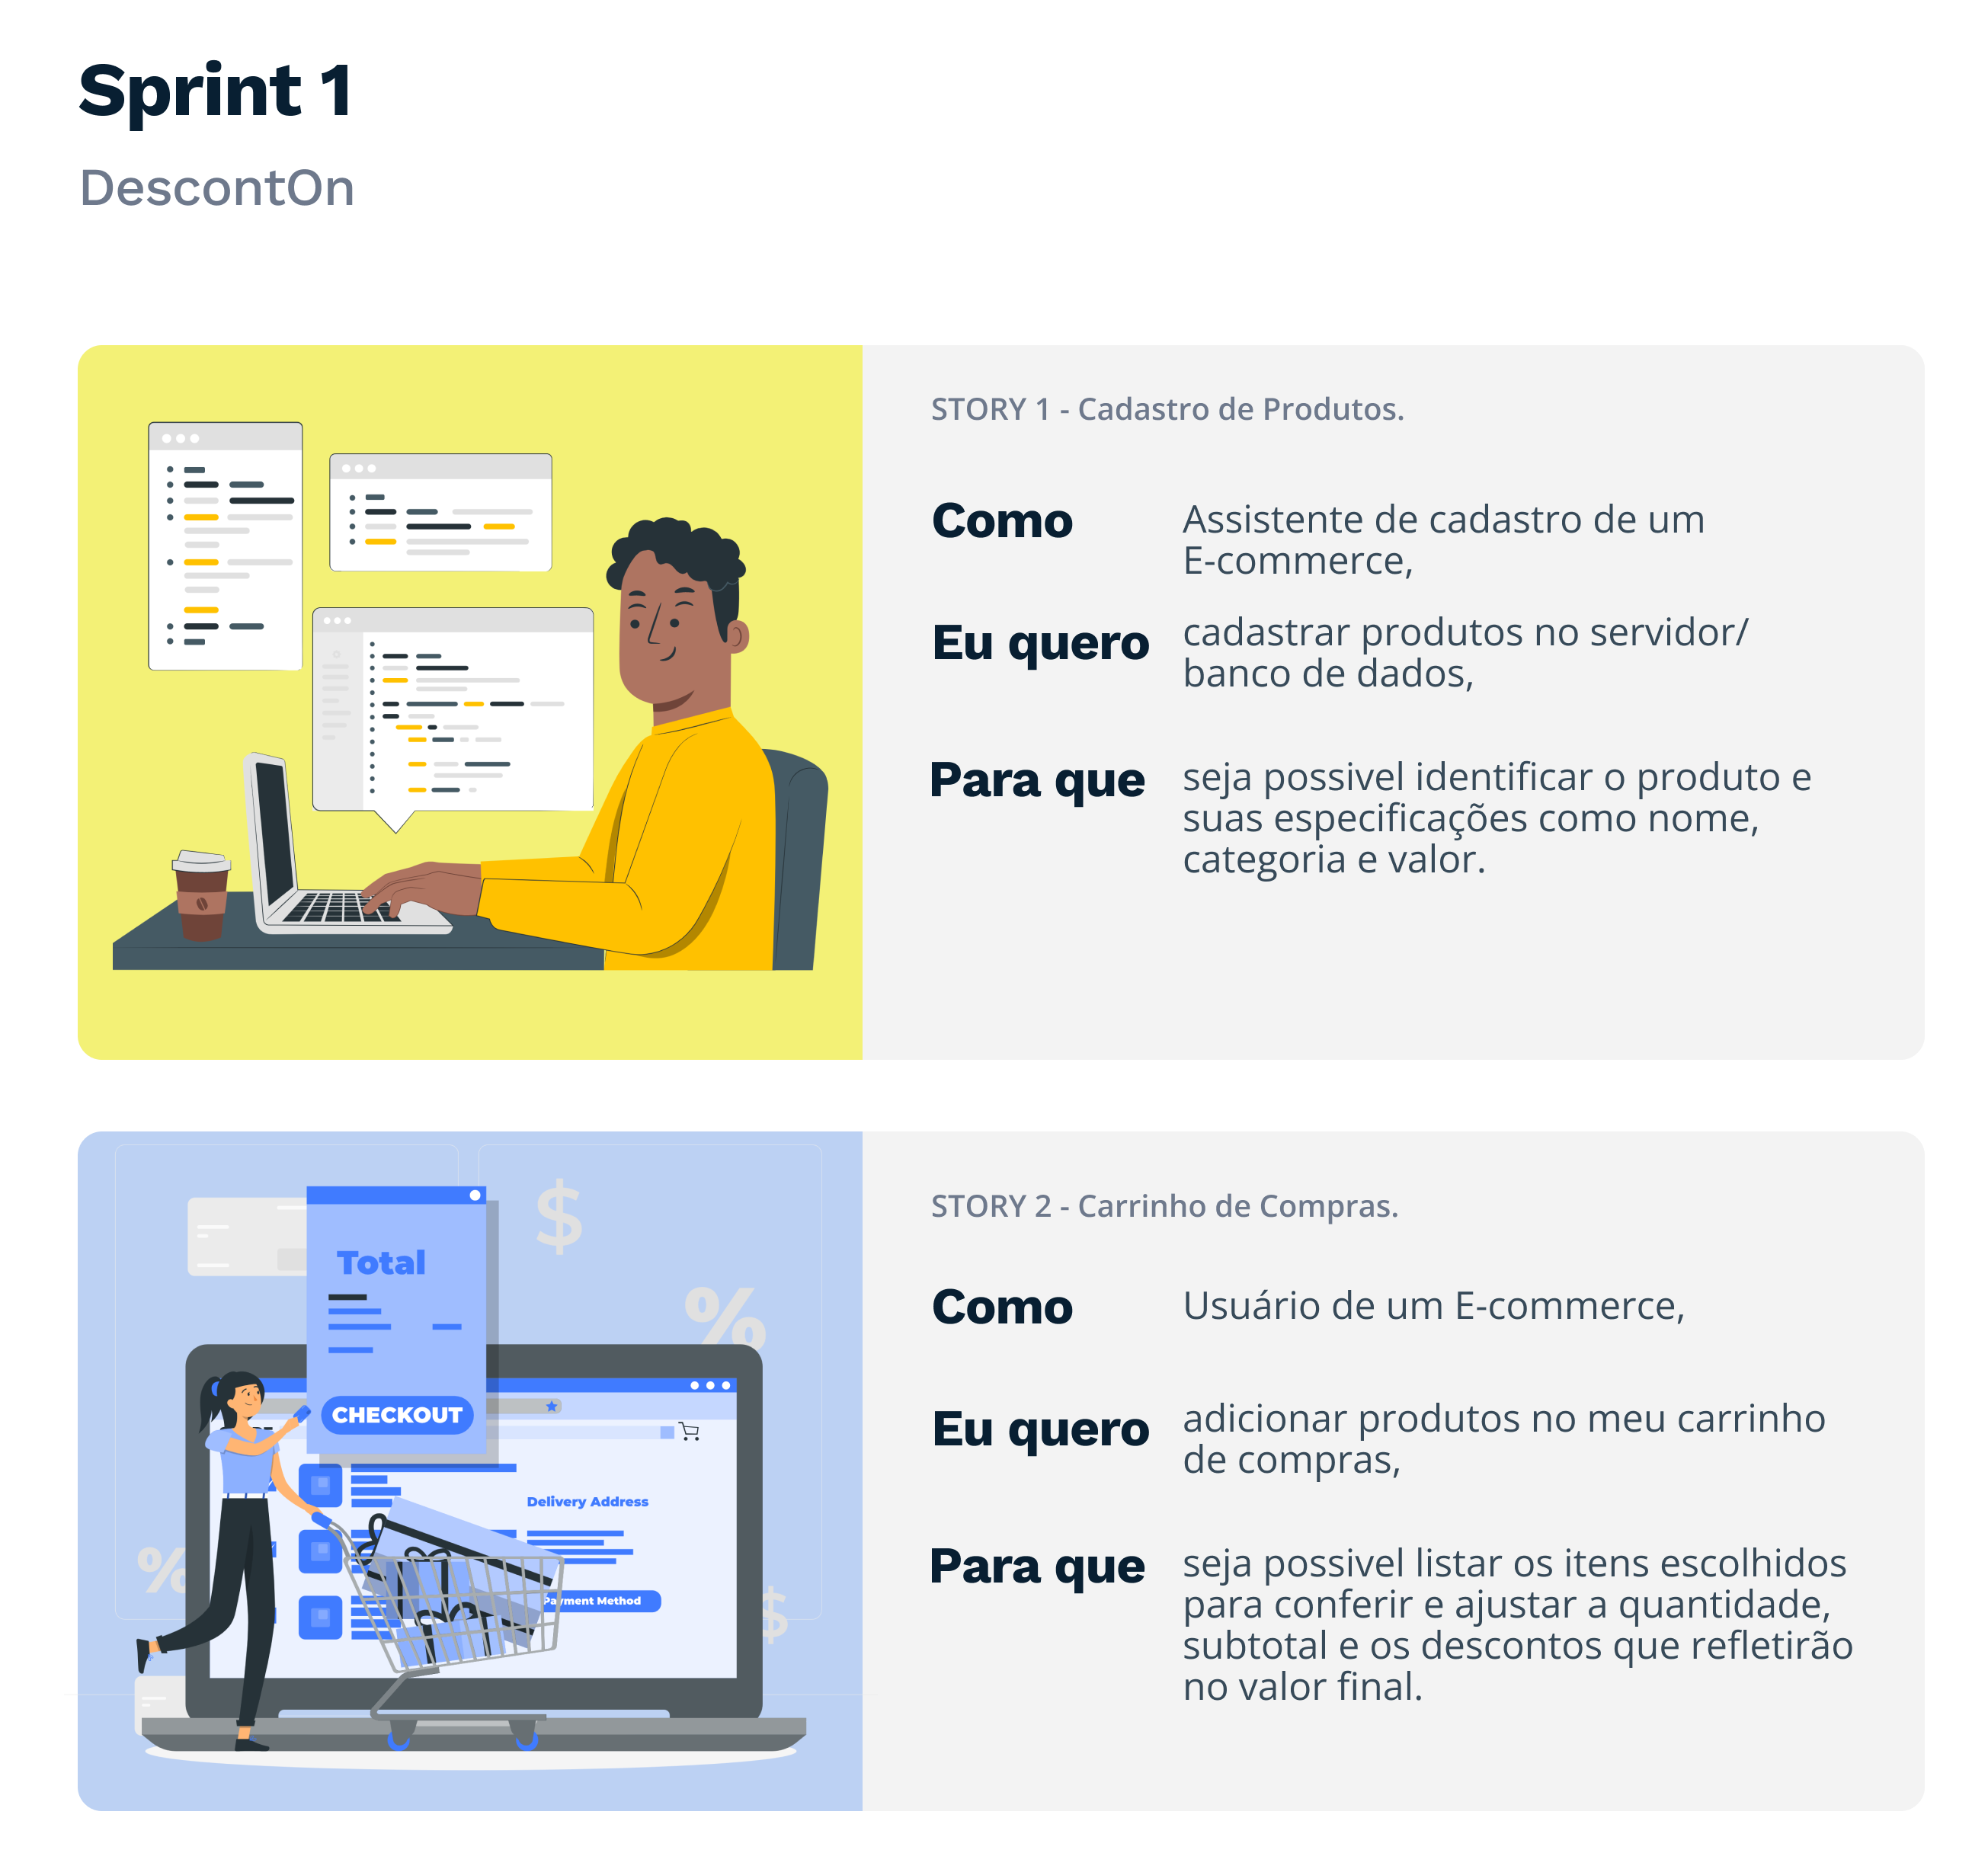 Sprint 1
DescontOn
STORY 1 - Cadastro de Produtos.
Como
Assistente de cadastro de um
E-commerce,
Eu quero
cadastrar produtos no servidor/
banco de dados,
Para que
seja possivel identificar o produto e
suas especificações como nome,
categoria e valor.
$
%
Total
CHECKOUT
Delivery Address
Payment Method
%
$
STORY 2 - Carrinho de Compras.
Como
Usuário de um E-commerce,
Eu quero
adicionar produtos no meu carrinho
de compras,
Para que
seja possivel listar os itens escolhidos
para conferir e ajustar a quantidade,
subtotal e os descontos que refletirão
no valor final.